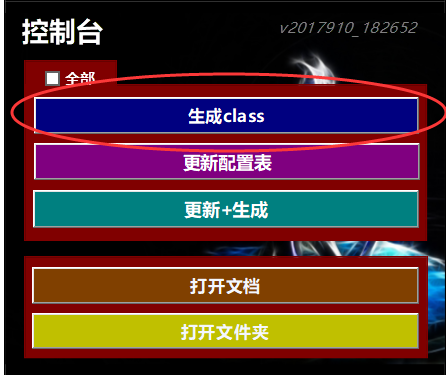 控制台
v2017910_182652
全部
生成class
更新配置表
更新+生成
打开文档
打开文件夹